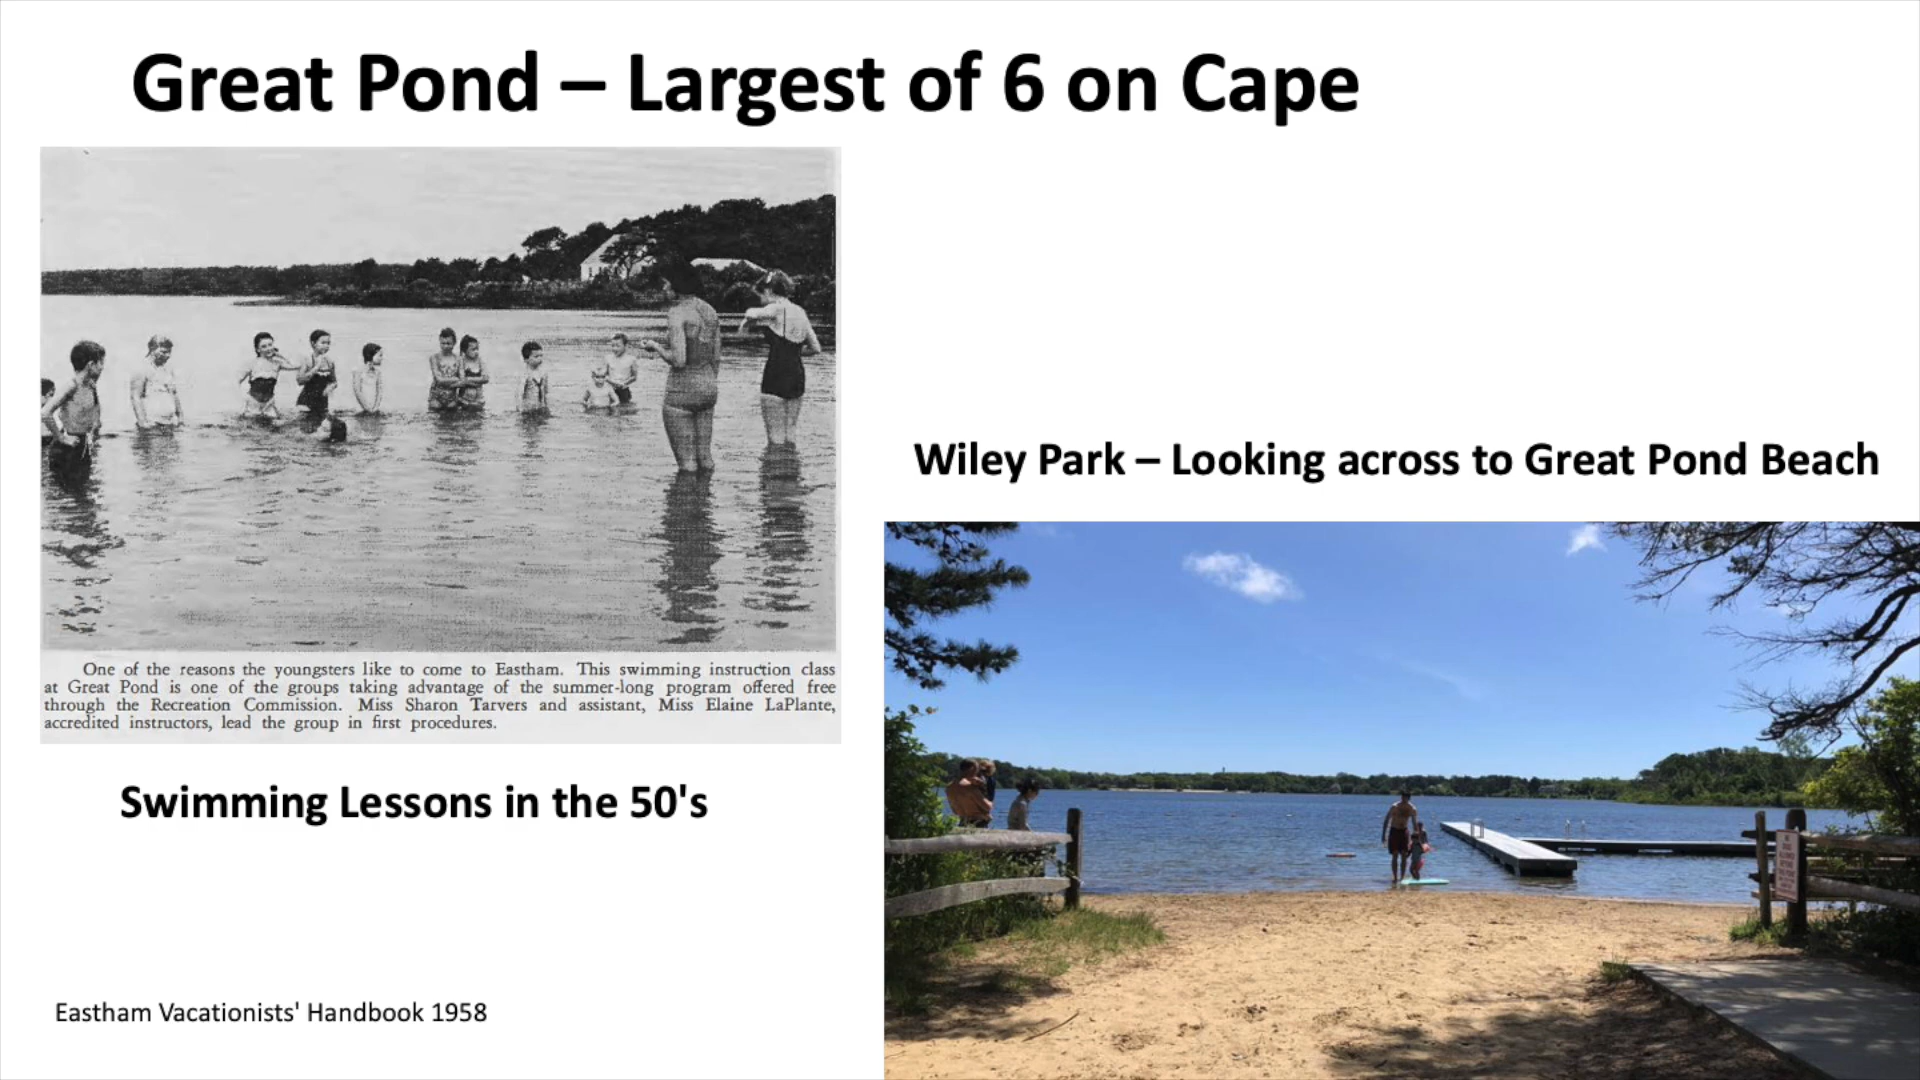 Great Pond – Largest of 6 on Cape
One of the reasons the youngsters like to come to Eastham. This swimming instruction class
at Great Pond is one of the groups taking advantage of the summer-long program offered free
through the Recreation Commission. Miss Sharon Tarvers and assistant, Miss Elaine LaPlante,
accredited instructors, lead the group in first procedures.
Swimming Lessons in the 50's
Eastham Vacationists' Handbook 1958
Wiley Park – Looking across to Great Pond Beach